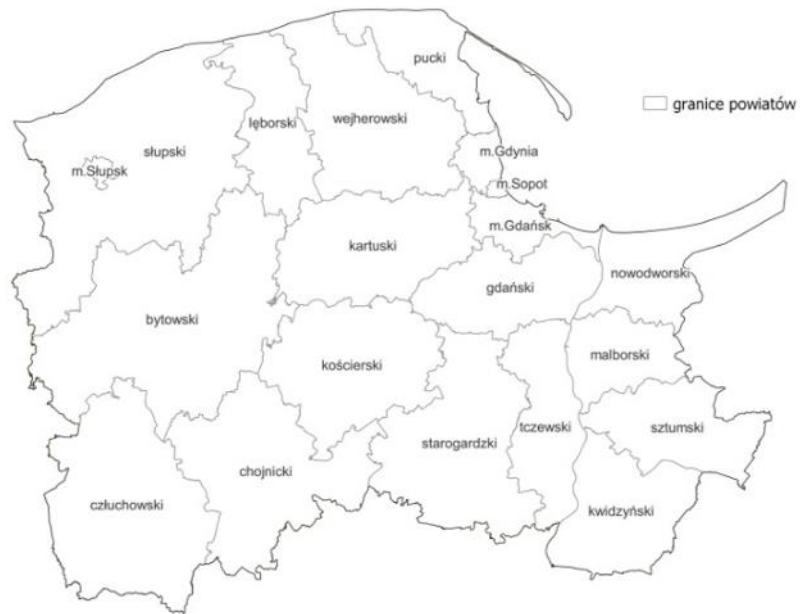 pucki
granice powiatów
lęborski
wejherowski
słupski
m.Gdynia
m.Słupsk
m.Sopot
m.Gdańsk
kartuski
nowodworski
gdański
bytowski
malborski
kościerski
sztumski
tczewski
starogardzki
chojnicki
człuchowski
kwidzyński